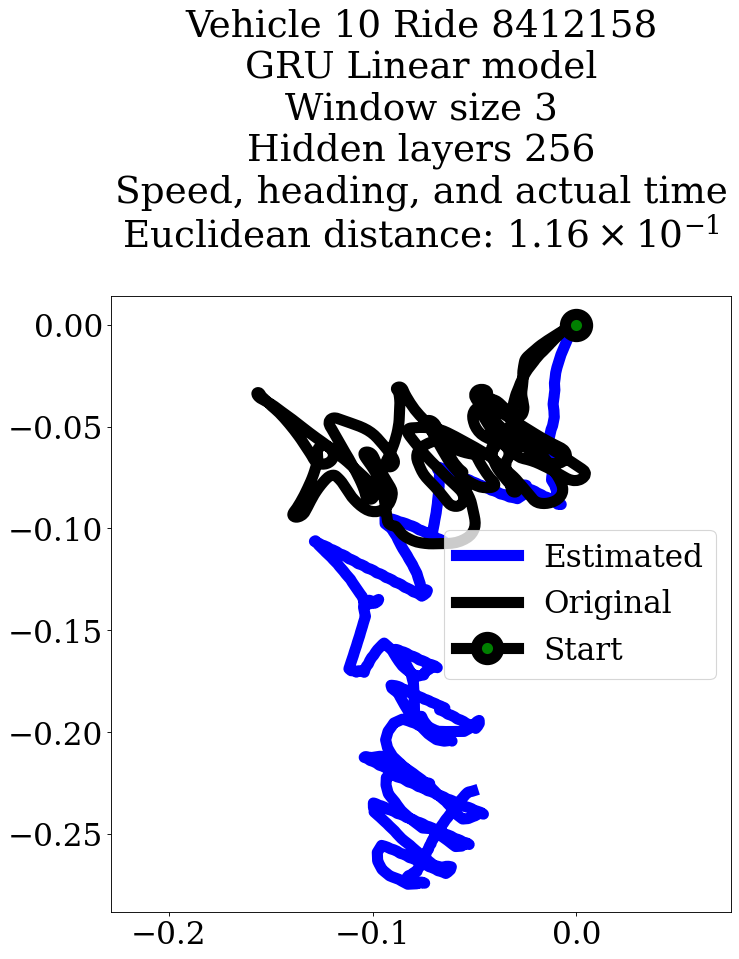 Vehicle 10 Ride 8412158
GRU Linear model
Window size 3
Hidden layers 256
Speed, heading, and actual time
Euclidean distance: 1.16 × 10⁻¹
0.00
−0.05
−0.10
−0.15
−0.20
−0.25
Estimated
Original
Start
−0.2 −0.1 0.0